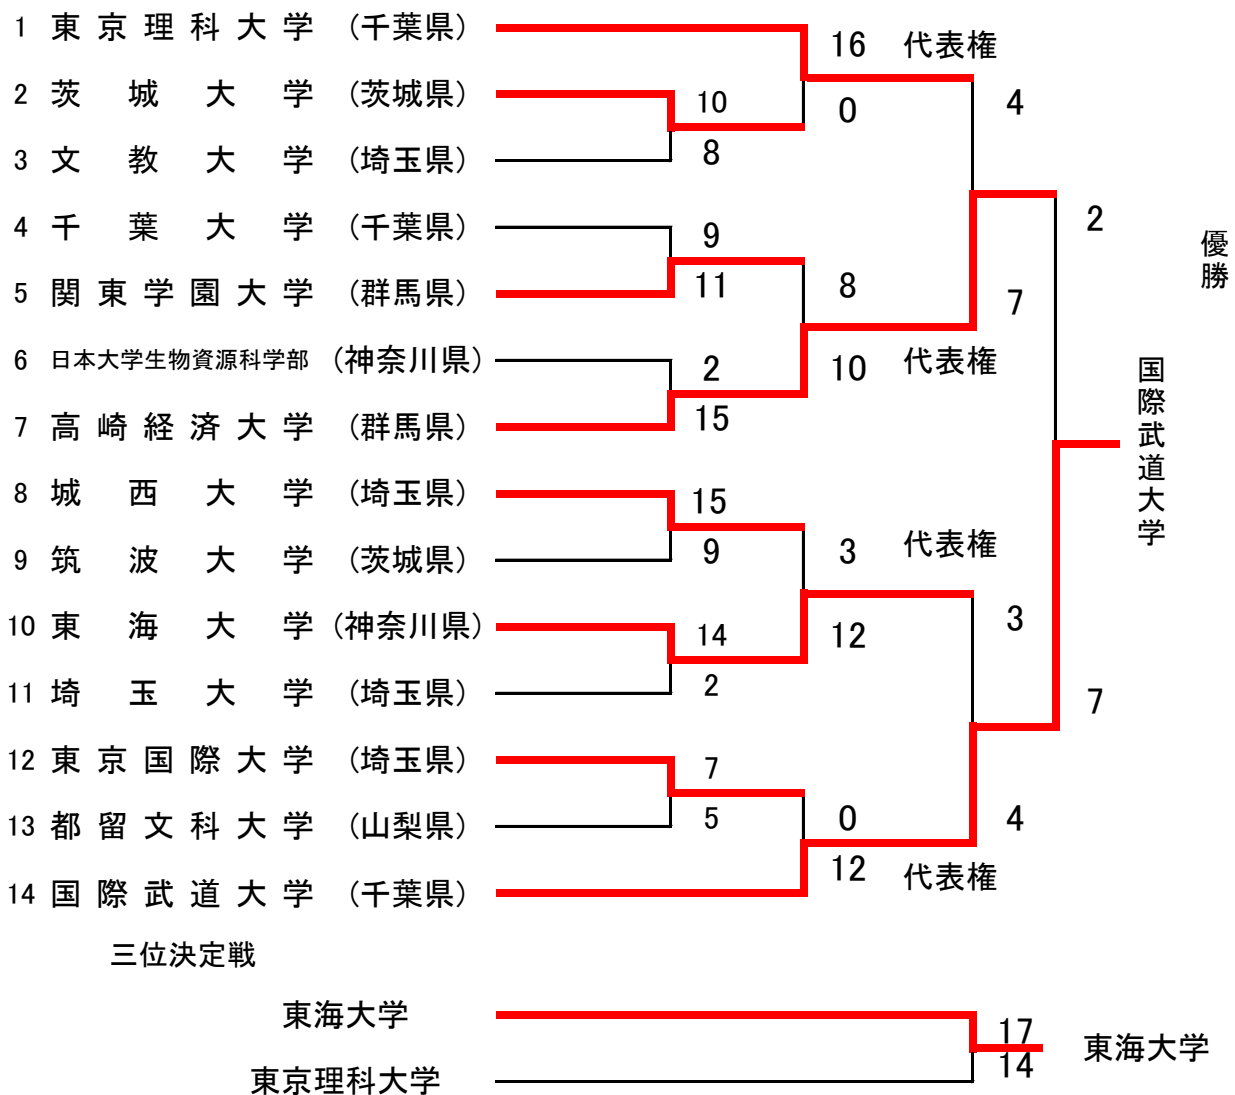 1 東京理科大学 (千葉県)
2 茨城大学 (茨城県)
3 文教大学 (埼玉県)
4 千葉大学 (千葉県)
5 関東学園大学 (群馬県)
6 日本大学生物資源科学部 (神奈川県)
7 高崎経済大学 (群馬県)
8 城西大学 (埼玉県)
9 筑波大学 (茨城県)
10 東海大学 (神奈川県)
11 埼玉大学 (埼玉県)
12 東京国際大学 (埼玉県)
13 都留文科大学 (山梨県)
14 国際武道大学 (千葉県)
10
8
9
11
2
15
15
9
14
2
7
5
16 代表権
0
8
10 代表権
3 代表権
12
0
12 代表権
4
7
3
4
2
7
優勝
国際武道大学
三位決定戦
東海大学
東京理科大学
17
14
東海大学